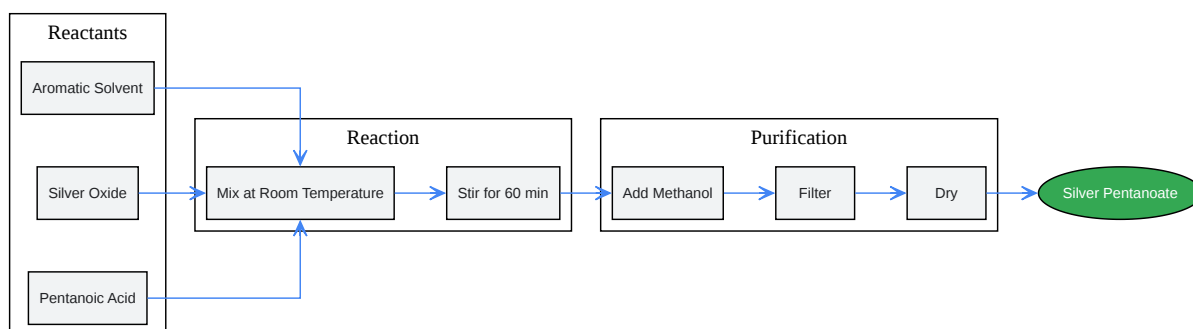 Reactants
Aromatic Solvent
Silver Oxide
Pentanoic Acid
Reaction
Mix at Room Temperature
Stir for 60 min
Purification
Add Methanol
Filter
Dry
Silver Pentanoate